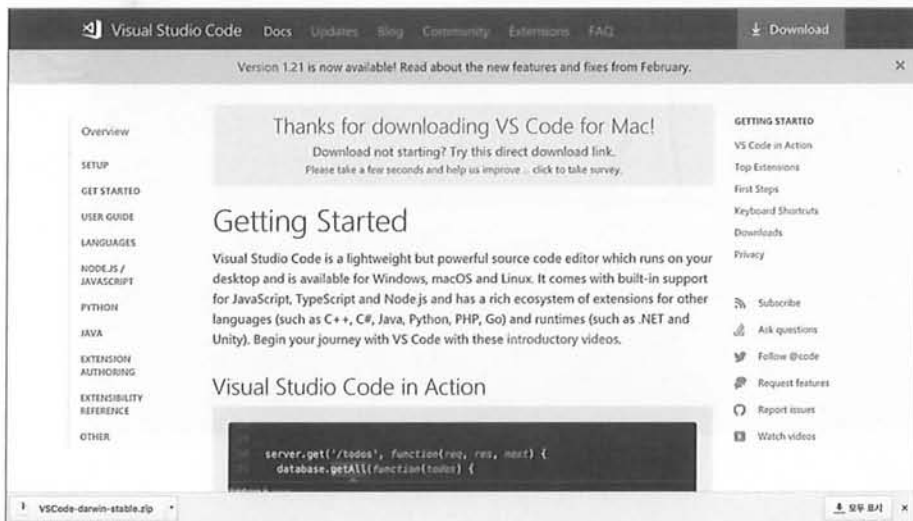 Visual Studio Code Docs Updates Blog Community Extensions FAQ Download
Version 1.21 is now available! Read about the new features and fixes from February. ×
Overview
SETUP
GET STARTED
USER GUIDE
LANGUAGES
NODE.JS /
JAVASCRIPT
PYTHON
JAVA
EXTENSION
AUTHORING
EXTENSIBILITY
REFERENCE
OTHER
Thanks for downloading VS Code for Mac!
Download not starting? Try this direct download link.
Please take a few seconds and help us improve ... click to take survey.
Getting Started
Visual Studio Code is a lightweight but powerful source code editor which runs on your
desktop and is available for Windows, macOS and Linux. It comes with built-in support
for JavaScript, TypeScript and Node.js and has a rich ecosystem of extensions for other
languages (such as C++, C#, Java, Python, PHP, Go) and runtimes (such as .NET and
Unity). Begin your journey with VS Code with these introductory videos.
Visual Studio Code in Action
server.get('/todos', function(req, res, next) {
database.getAll(function(todos) {
GETTING STARTED
VS Code in Action
Top Extensions
First Steps
Keyboard Shortcuts
Downloads
Privacy
Subscribe
Ask questions
Follow @code
Request features
Report issues
Watch videos
VSCode-darwin-stable.zip
모두 표시 ×